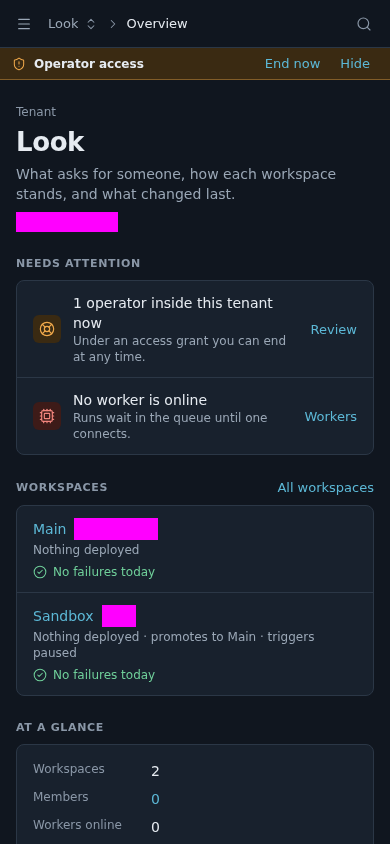 Look
Overview
Operator access
End now
Hide
Tenant
Look
What asks for someone, how each workspace
stands, and what changed last.
NEEDS ATTENTION
1 operator inside this tenant
now
Under an access grant you can end
at any time.
Review
No worker is online
Runs wait in the queue until one
connects.
Workers
WORKSPACES
All workspaces
Main
Nothing deployed
No failures today
Sandbox
Nothing deployed · promotes to Main · triggers
paused
No failures today
AT A GLANCE
Workspaces 2
Members 0
Workers online 0